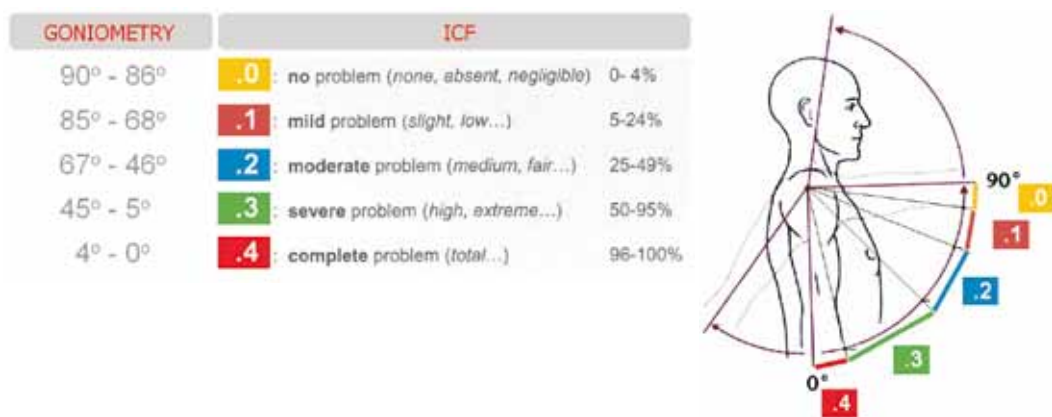 GONIOMETRY ICF
90° - 86° .0 : no problem (none, absent, negligible) 0- 4%
85° - 68° .1 : mild problem (slight, low...) 5-24%
67° - 46° .2 : moderate problem (medium, fair...) 25-49%
45° - 5° .3 : severe problem (high, extreme...) 50-95%
4° - 0° .4 : complete problem (total...) 96-100%
90°
.0
.1
.2
.3
0°
.4